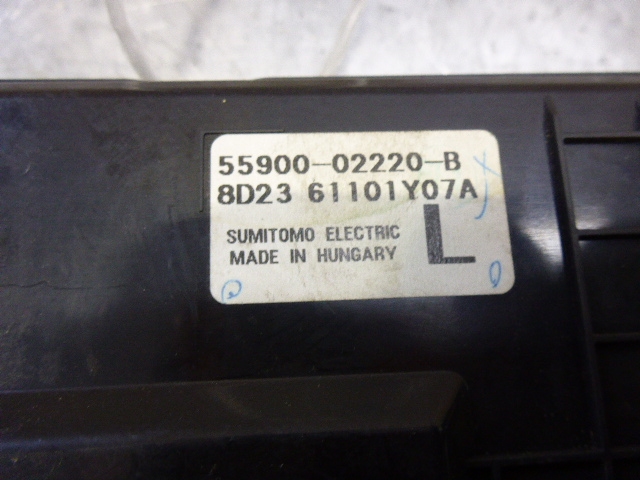 55900-02220-B
8D23 61101Y07A
SUMITOMO ELECTRIC
MADE IN HUNGARY
L